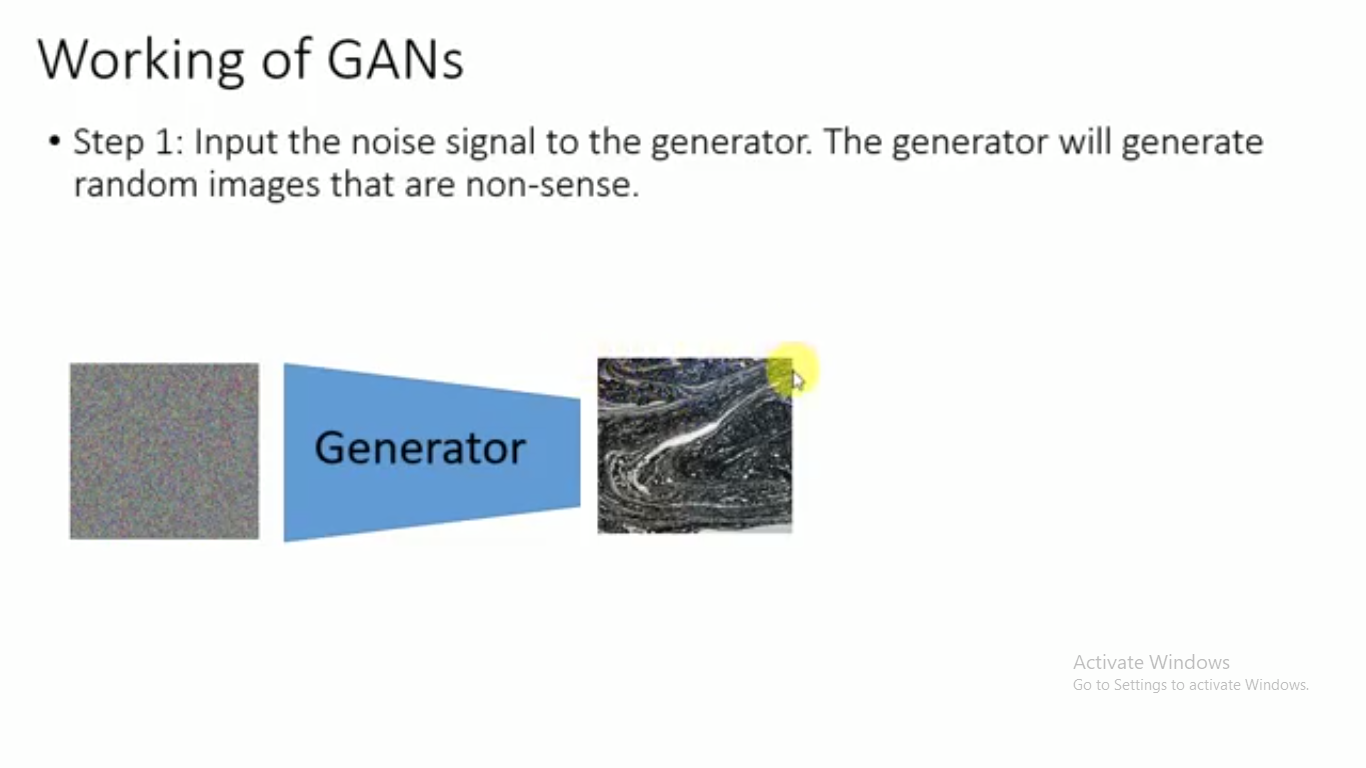 Working of GANs
• Step 1: Input the noise signal to the generator. The generator will generate
random images that are non-sense.
Generator
Activate Windows
Go to Settings to activate Windows.